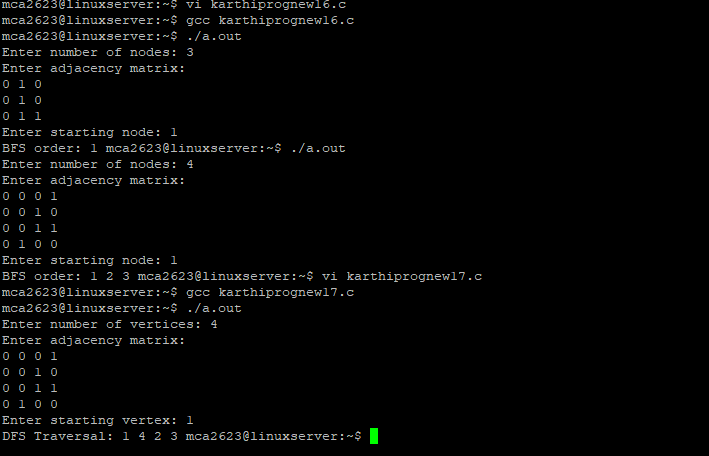 mca2623@linuxserver:~$ vi karthiprognew16.c
mca2623@linuxserver:~$ gcc karthiprognew16.c
mca2623@linuxserver:~$ ./a.out
Enter number of nodes: 3
Enter adjacency matrix:
0 1 0
0 1 0
0 1 1
Enter starting node: 1
BFS order: 1 mca2623@linuxserver:~$ ./a.out
Enter number of nodes: 4
Enter adjacency matrix:
0 0 0 1
0 0 1 0
0 0 1 1
0 1 0 0
Enter starting node: 1
BFS order: 1 2 3 mca2623@linuxserver:~$ vi karthiprognew17.c
mca2623@linuxserver:~$ gcc karthiprognew17.c
mca2623@linuxserver:~$ ./a.out
Enter number of vertices: 4
Enter adjacency matrix:
0 0 0 1
0 0 1 0
0 0 1 1
0 1 0 0
Enter starting vertex: 1
DFS Traversal: 1 4 2 3 mca2623@linuxserver:~$